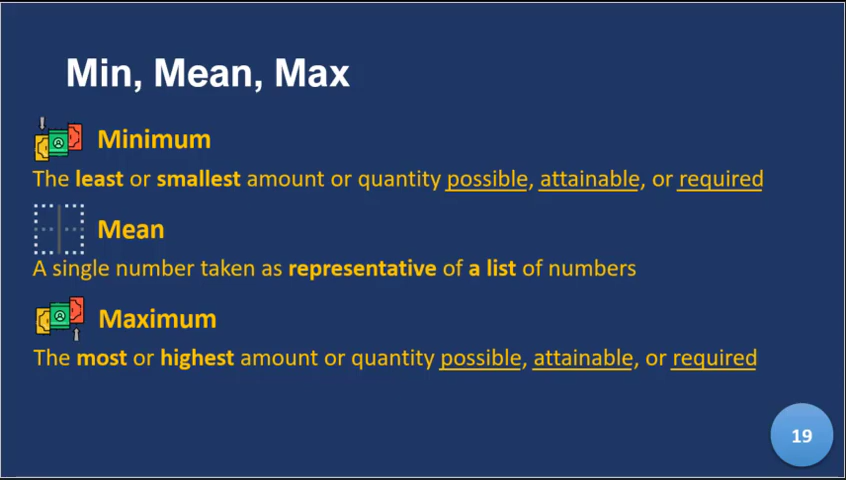 Min, Mean, Max
Minimum
The least or smallest amount or quantity possible, attainable, or required
Mean
A single number taken as representative of a list of numbers
Maximum
The most or highest amount or quantity possible, attainable, or required
19